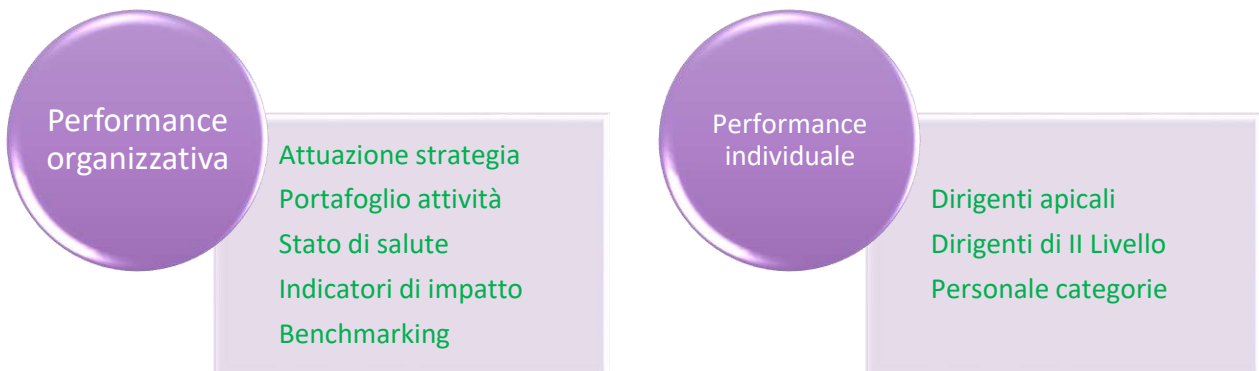 Performance
organizzativa
Attuazione strategia
Portafoglio attività
Stato di salute
Indicatori di impatto
Benchmarking
Performance
individuale
Dirigenti apicali
Dirigenti di II Livello
Personale categorie